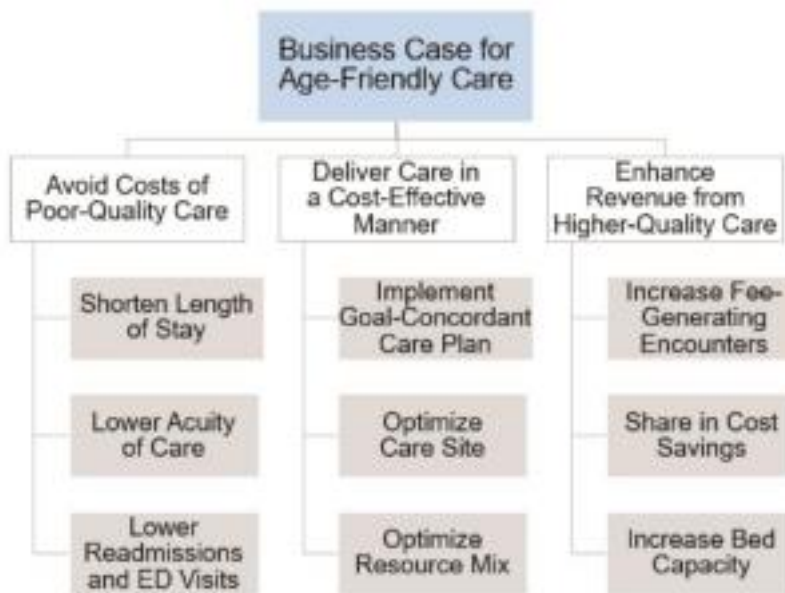 Business Case for
Age-Friendly Care
Avoid Costs of
Poor-Quality Care
Shorten Length
of Stay
Lower Acuity
of Care
Lower
Readmissions
and ED Visits
Deliver Care in
a Cost-Effective
Manner
Implement
Goal-Concordant
Care Plan
Optimize
Care Site
Optimize
Resource Mix
Enhance
Revenue from
Higher-Quality Care
Increase Fee-
Generating
Encounters
Share in Cost
Savings
Increase Bed
Capacity